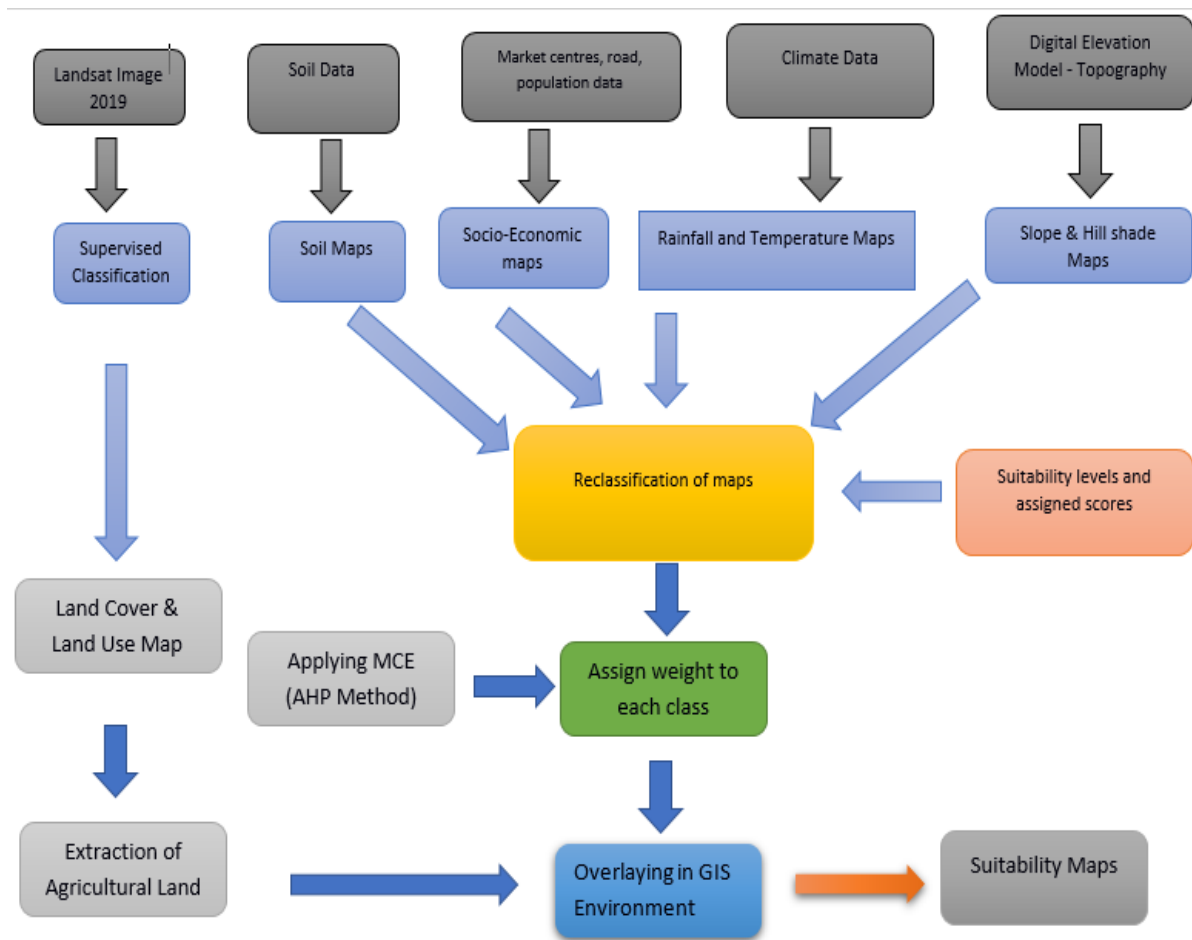 Landsat Image
2019
Soil Data
Market centres, road,
population data
Climate Data
Digital Elevation
Model - Topography
Supervised
Classification
Soil Maps
Socio-Economic
maps
Rainfall and Temperature Maps
Slope & Hill shade
Maps
Reclassification of maps
Suitability levels and
assigned scores
Land Cover &
Land Use Map
Applying MCE
(AHP Method)
Assign weight to
each class
Extraction of
Agricultural Land
Overlaying in GIS
Environment
Suitability Maps